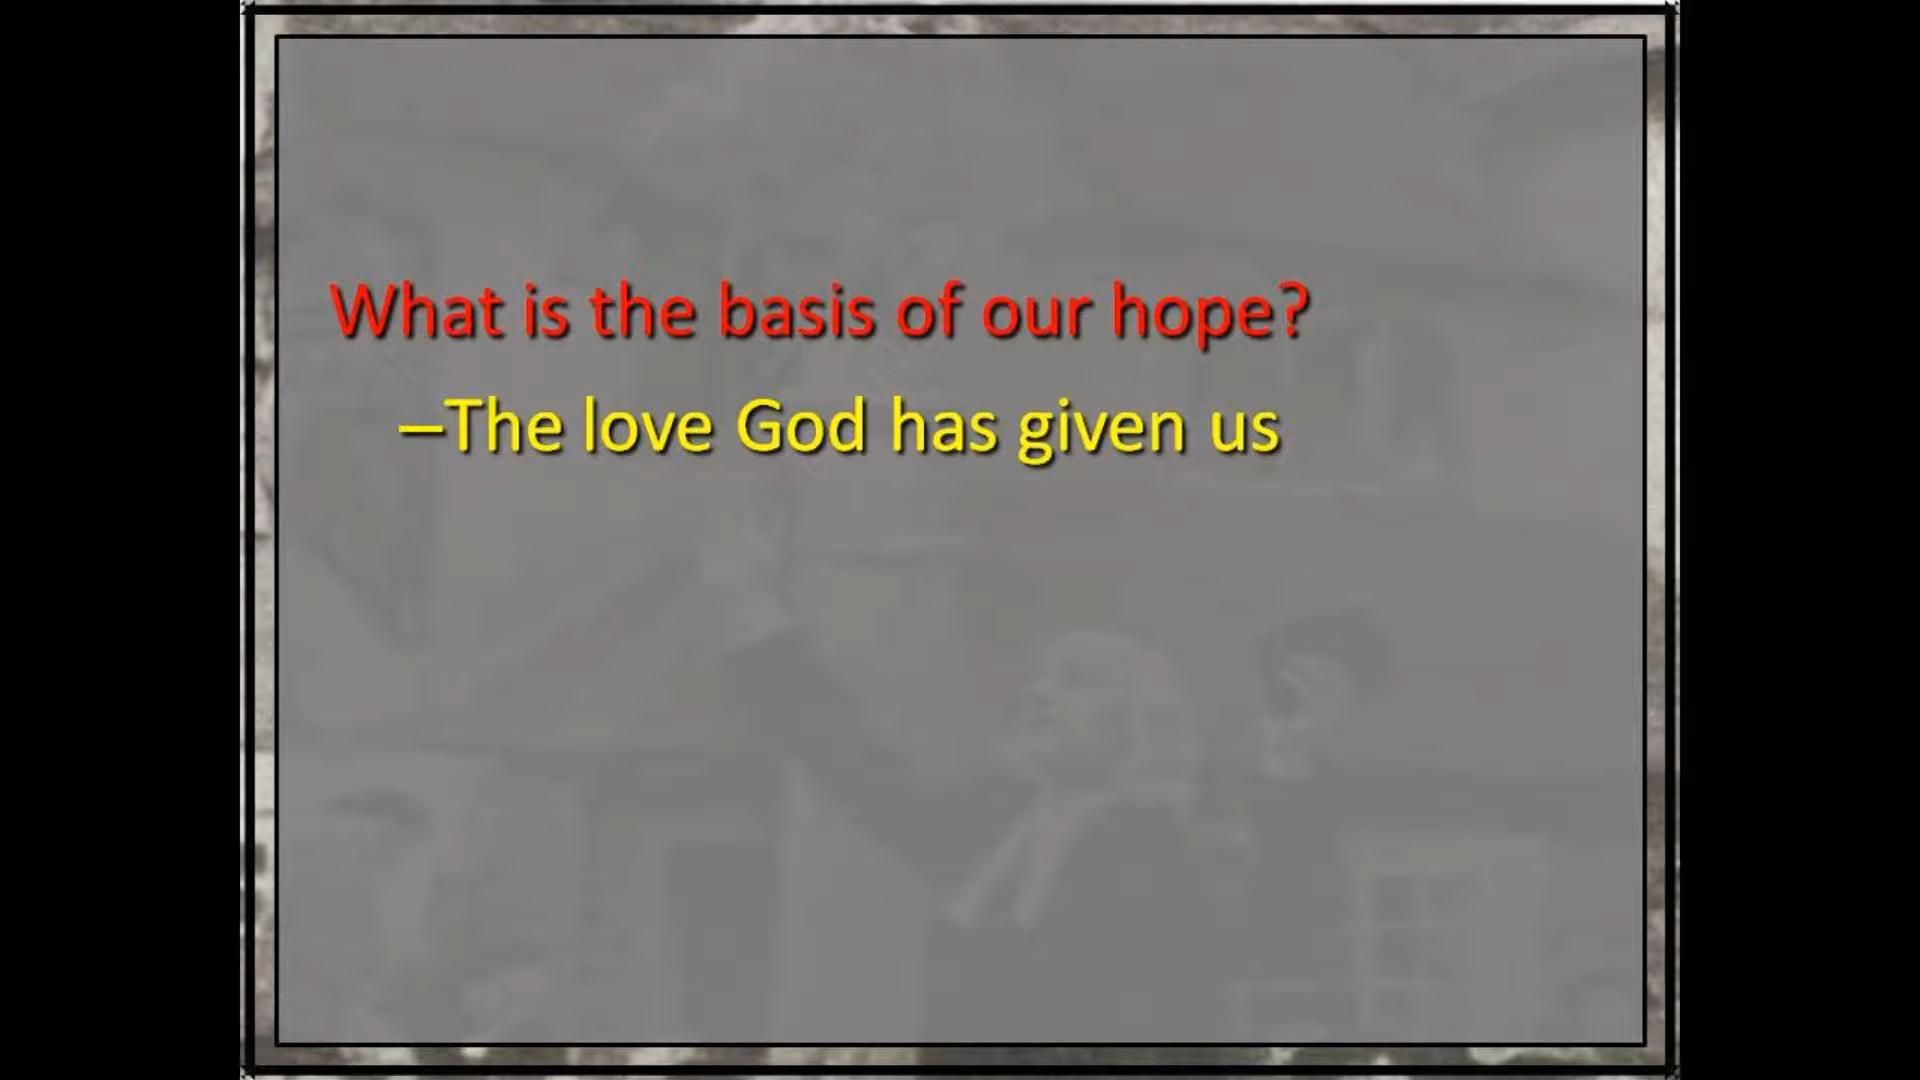 What is the basis of our hope?
–The love God has given us